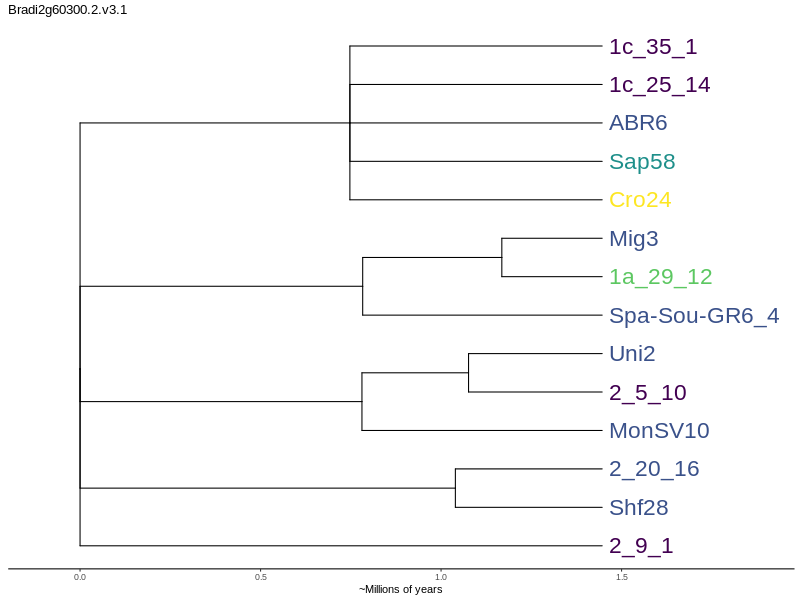 Bradi2g60300.2.v3.1
1c_35_1
1c_25_14
ABR6
Sap58
Cro24
Mig3
1a_29_12
Spa-Sou-GR6_4
Uni2
2_5_10
MonSV10
2_20_16
Shf28
2_9_1
0.0 0.5 1.0 1.5
~Millions of years